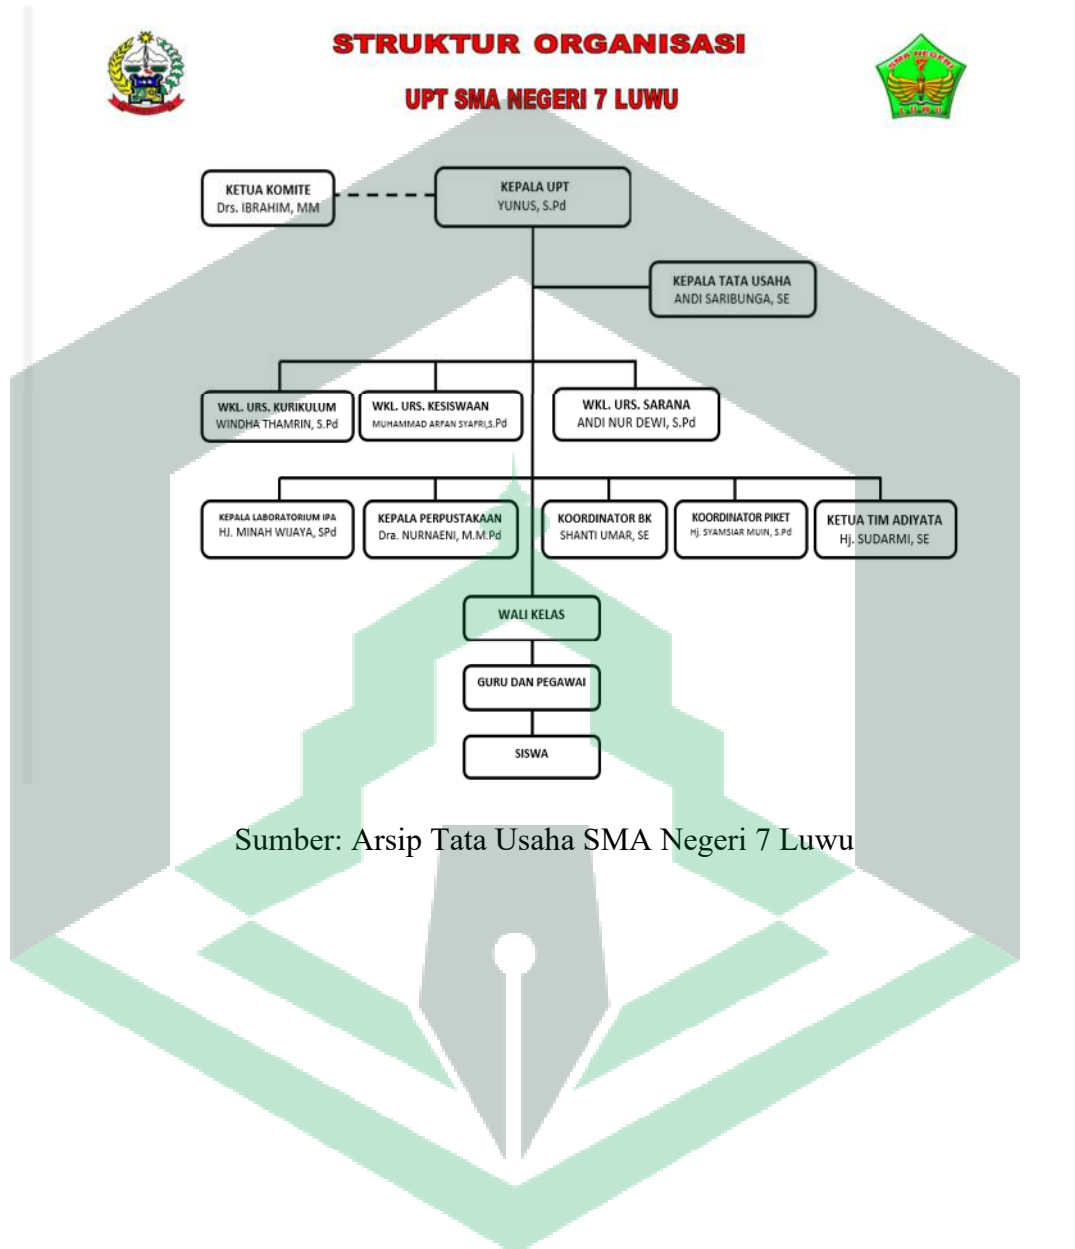 STRUKTUR ORGANISASI
UPT SMA NEGERI 7 LUWU
SMA NEGERI
7
LUWU
KETUA KOMITE
Drs. IBRAHIM, MM
KEPALA UPT
YUNUS, S.Pd
KEPALA TATA USAHA
ANDI SARIBUNGA, SE
WKL. URS. KURIKULUM
WINDHA THAMRIN, S.Pd
WKL. URS. KESISWAAN
MUHAMMAD ARFAN SYAFRI,S.Pd
WKL. URS. SARANA
ANDI NUR DEWI, S.Pd
KEPALA LABORATORIUM IPA
HJ. MINAH WIJAYA, SPd
KEPALA PERPUSTAKAAN
Dra. NURNAENI, M.M.Pd
KOORDINATOR BK
SHANTI UMAR, SE
KOORDINATOR PIKET
Hj. SYAMSIAR MUIN, S.Pd
KETUA TIM ADIYATA
Hj. SUDARMI, SE
WALI KELAS
GURU DAN PEGAWAI
SISWA
Sumber: Arsip Tata Usaha SMA Negeri 7 Luwu